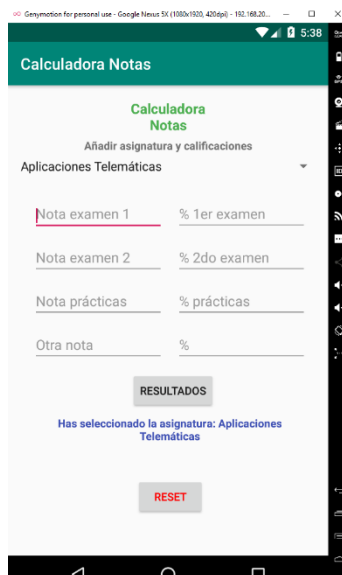 Genymotion for personal use - Google Nexus 5X (1080x1920, 420dpi) - 192.168.20...
5:38
Calculadora Notas
Calculadora
Notas
Añadir asignatura y calificaciones
Aplicaciones Telemáticas
Nota examen 1 % 1er examen
Nota examen 2 % 2do examen
Nota prácticas % prácticas
Otra nota %
RESULTADOS
Has seleccionado la asignatura: Aplicaciones
Telemáticas
RESET